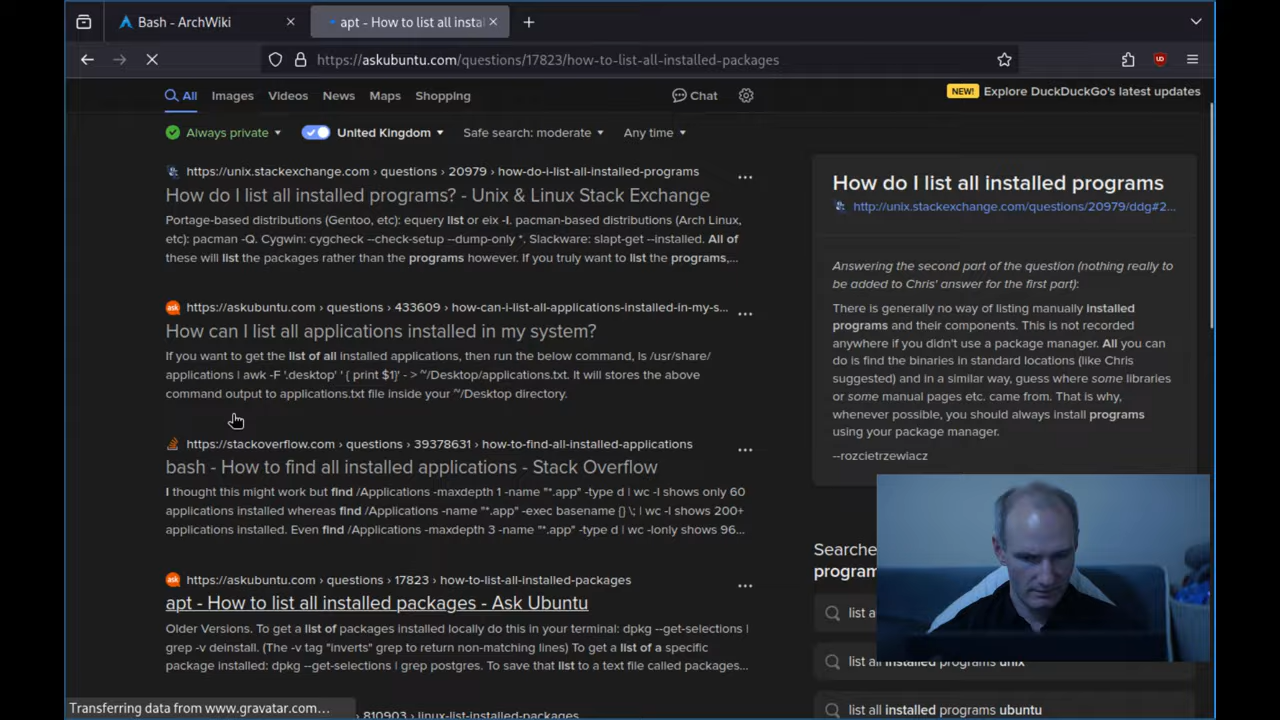 Bash - ArchWiki
apt - How to list all instal
https://askubuntu.com/questions/17823/how-to-list-all-installed-packages
All Images Videos News Maps Shopping Chat
NEW! Explore DuckDuckGo's latest updates
Always private United Kingdom Safe search: moderate Any time
https://unix.stackexchange.com › questions › 20979 › how-do-i-list-all-installed-programs
How do I list all installed programs? - Unix & Linux Stack Exchange
Portage-based distributions (Gentoo, etc): equery list or eix -I. pacman-based distributions (Arch Linux,
etc): pacman -Q. Cygwin: cygcheck --check-setup --dump-only *. Slackware: slapt-get --installed. All of
these will list the packages rather than the programs however. If you truly want to list the programs,...
https://askubuntu.com › questions › 433609 › how-can-i-list-all-applications-installed-in-my-s...
How can I list all applications installed in my system?
If you want to get the list of all installed applications, then run the below command, ls /usr/share/
applications | awk -F '.desktop' ' { print $1}' - > ~/Desktop/applications.txt. It will stores the above
command output to applications.txt file inside your ~/Desktop directory.
https://stackoverflow.com › questions › 39378631 › how-to-find-all-installed-applications
bash - How to find all installed applications - Stack Overflow
I thought this might work but find /Applications -maxdepth 1 -name "*.app" -type d | wc -l shows only 60
applications installed whereas find /Applications -name "*.app" -exec basename {} \; | wc -l shows 200+
applications installed. Even find /Applications -maxdepth 3 -name "*.app" -type d | wc -lonly shows 96...
https://askubuntu.com › questions › 17823 › how-to-list-all-installed-packages
apt - How to list all installed packages - Ask Ubuntu
Older Versions. To get a list of packages installed locally do this in your terminal: dpkg --get-selections |
grep -v deinstall. (The -v tag "inverts" grep to return non-matching lines) To get a list of a specific
package installed: dpkg --get-selections | grep postgres. To save that list to a text file called packages...
810903 › linux-list-installed-packages
Transferring data from www.gravatar.com...
How do I list all installed programs
http://unix.stackexchange.com/questions/20979/ddg#2...
Answering the second part of the question (nothing really to
be added to Chris' answer for the first part):
There is generally no way of listing manually installed
programs and their components. This is not recorded
anywhere if you didn't use a package manager. All you can
do is find the binaries in standard locations (like Chris
suggested) and in a similar way, guess where some libraries
or some manual pages etc. came from. That is why,
whenever possible, you should always install programs
using your package manager.
--rozcietrzewiacz
Searche
program
list a
list all installed programs unix
list all installed programs ubuntu